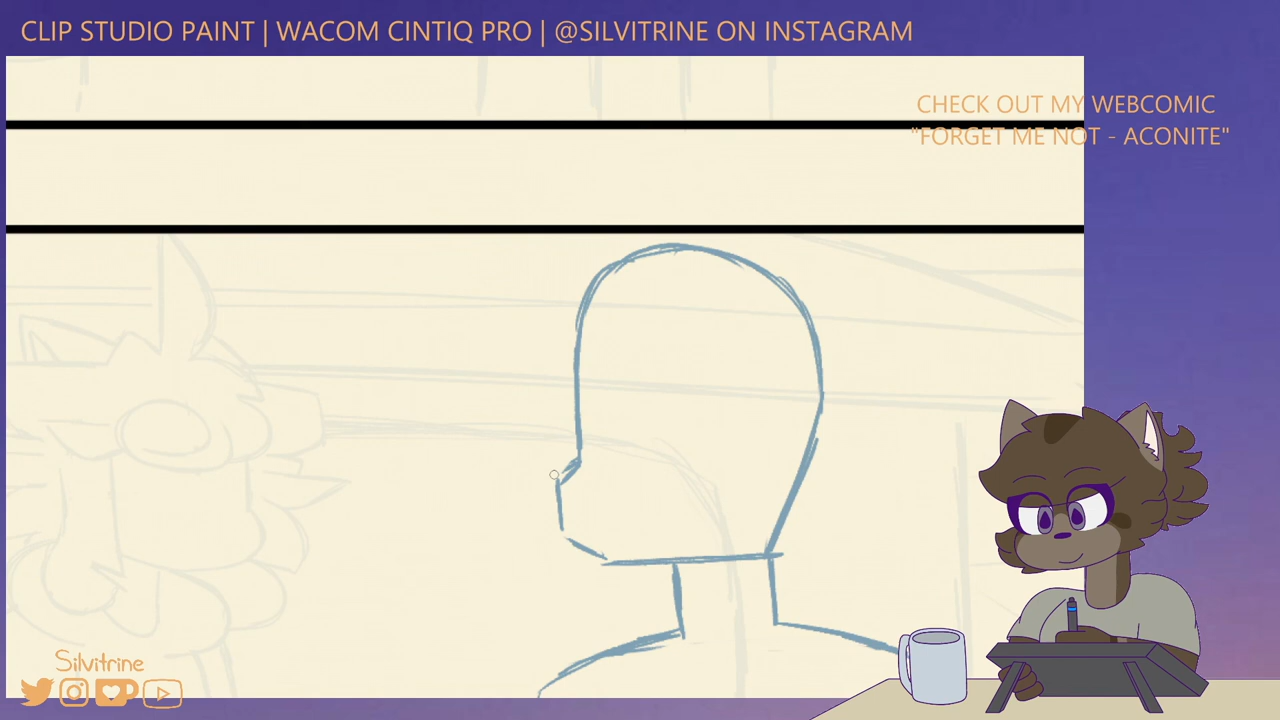 CLIP STUDIO PAINT | WACOM CINTIQ PRO | @SILVITRINE ON INSTAGRAM
CHECK OUT MY WEBCOMIC
"FORGET ME NOT - ACONITE"
Silvitrine